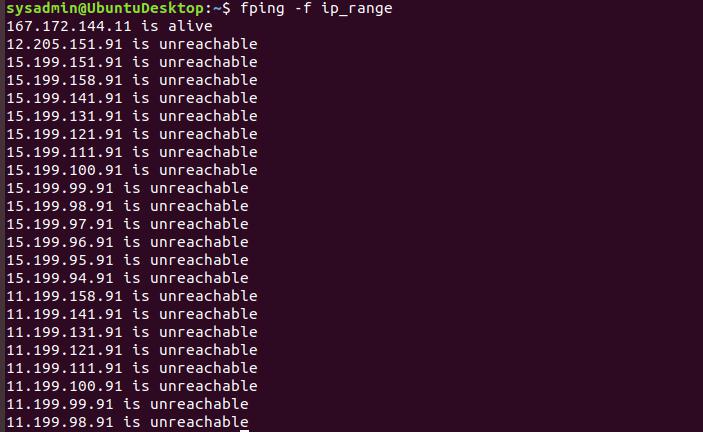 sysadmin@UbuntuDesktop:~$ fping -f ip_range
167.172.144.11 is alive
12.205.151.91 is unreachable
15.199.151.91 is unreachable
15.199.158.91 is unreachable
15.199.141.91 is unreachable
15.199.131.91 is unreachable
15.199.121.91 is unreachable
15.199.111.91 is unreachable
15.199.100.91 is unreachable
15.199.99.91 is unreachable
15.199.98.91 is unreachable
15.199.97.91 is unreachable
15.199.96.91 is unreachable
15.199.95.91 is unreachable
15.199.94.91 is unreachable
11.199.158.91 is unreachable
11.199.141.91 is unreachable
11.199.131.91 is unreachable
11.199.121.91 is unreachable
11.199.111.91 is unreachable
11.199.100.91 is unreachable
11.199.99.91 is unreachable
11.199.98.91 is unreachable